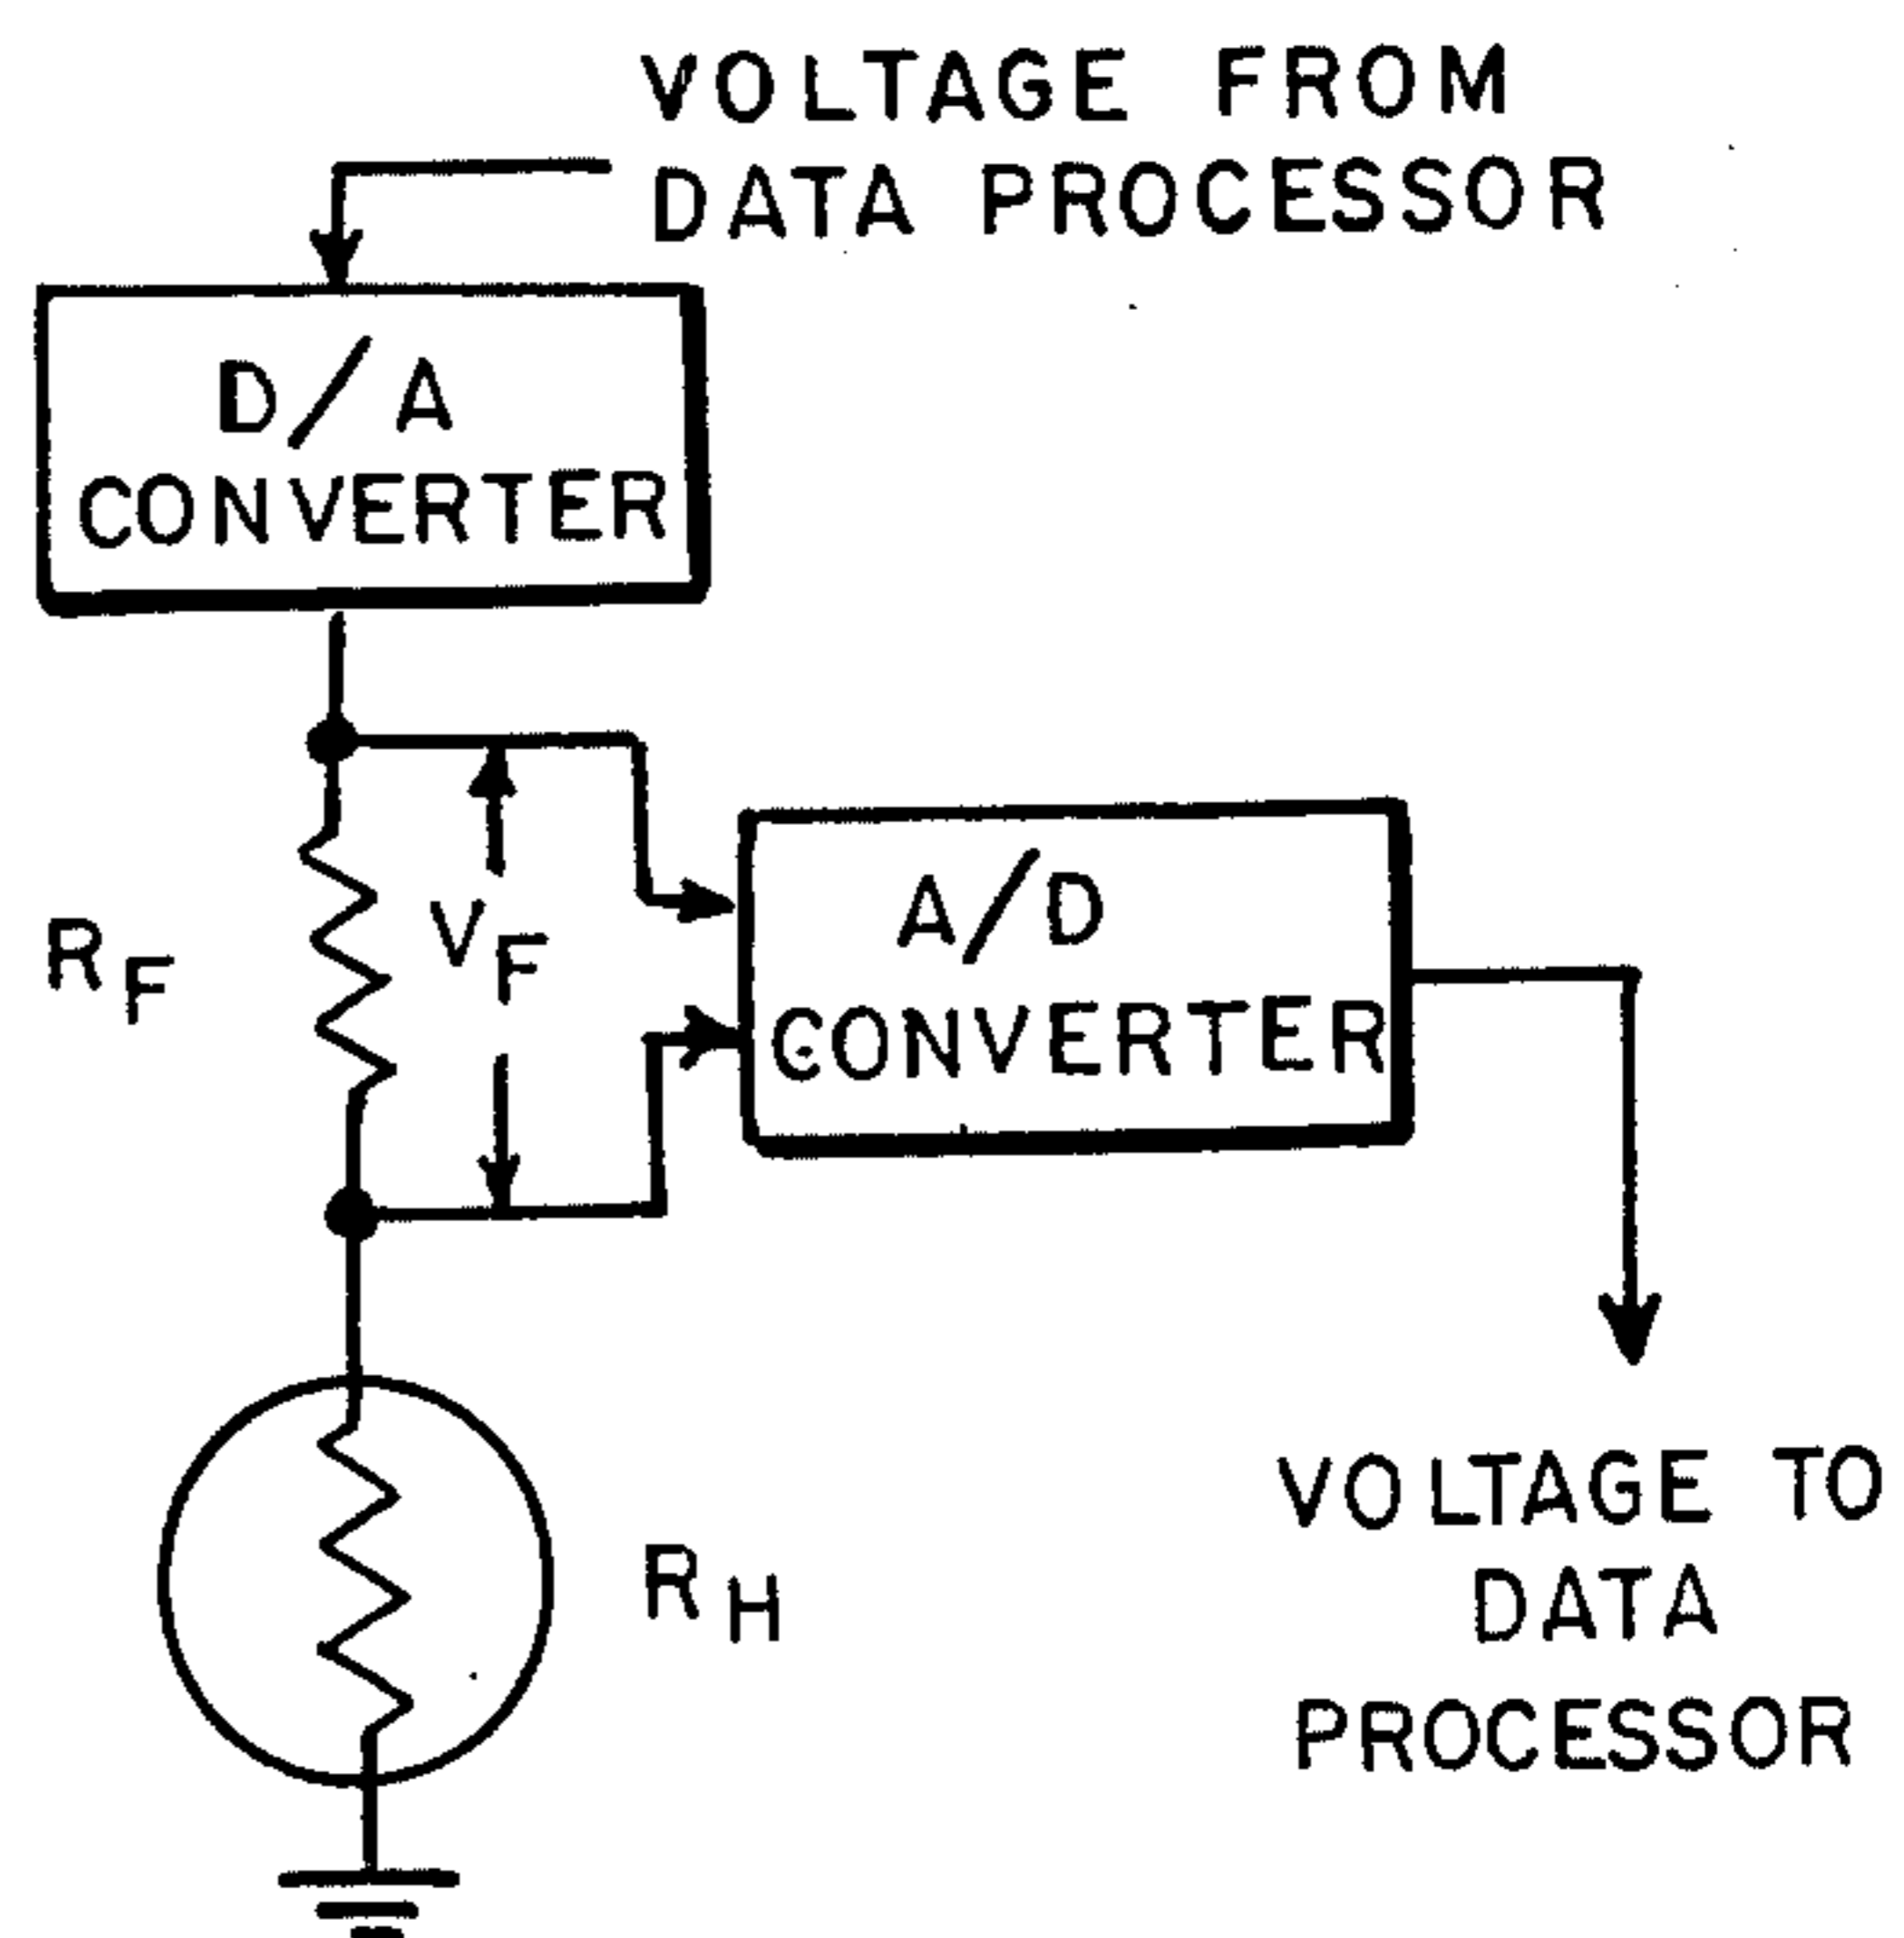 VOLTAGE FROM
DATA PROCESSOR
D/A
CONVERTER
RF
VF
A/D
CONVERTER
RH
VOLTAGE TO
DATA
PROCESSOR